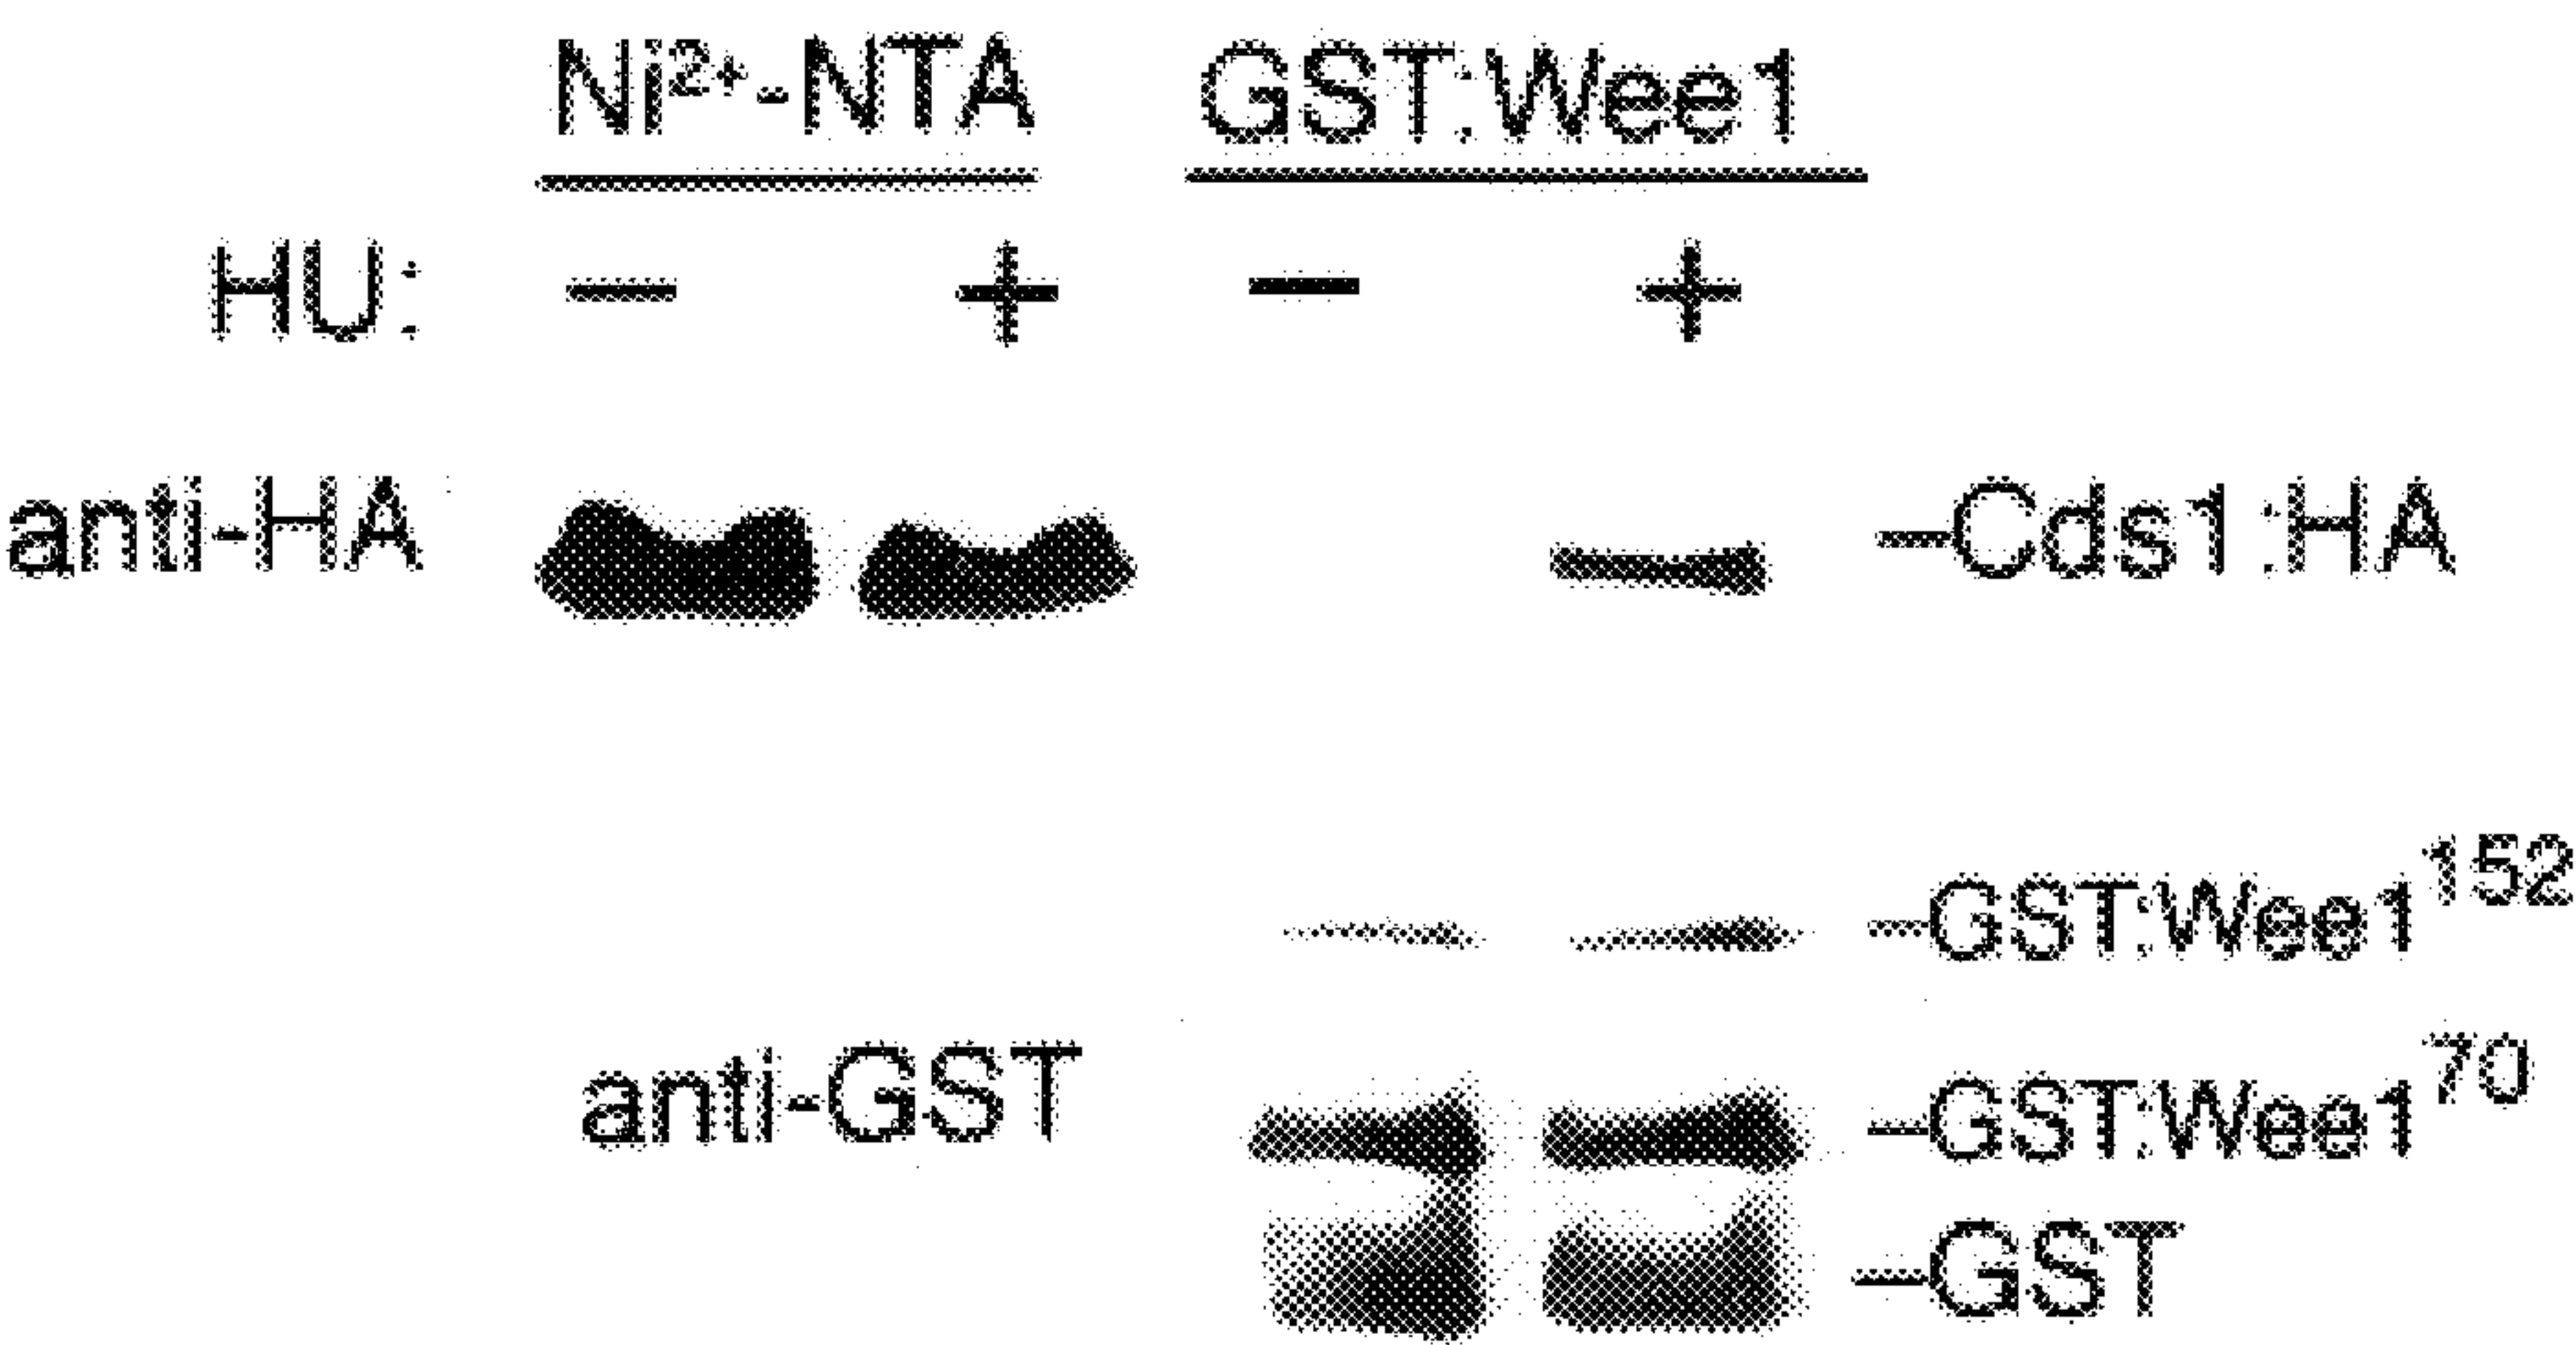 Ni²⁺-NTA GST:Wee1
HU: − + − +
anti-HA −Cds1:HA
−GST:Wee1¹⁵²
anti-GST −GST:Wee1⁷⁰
−GST